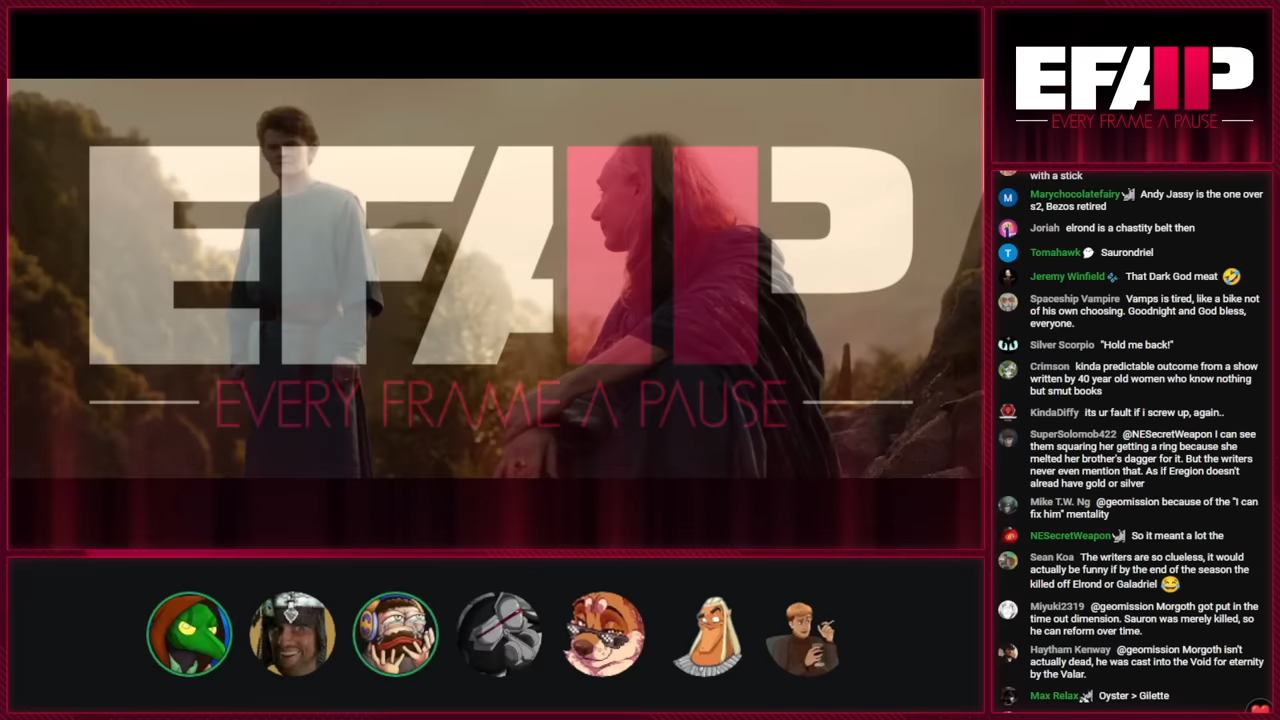 EFAP
EVERY FRAME A PAUSE
EFAP
EVERY FRAME A PAUSE
with a stick
M
Marychocolatefairy Andy Jassy is the one over
s2, Bezos retired
Joriah elrond is a chastity belt then
T
Tomahawk Saurondriel
Jeremy Winfield That Dark God meat 🤣
Spaceship Vampire Vamps is tired, like a bike not
of his own choosing. Goodnight and God bless,
everyone.
Silver Scorpio "Hold me back!"
Crimson kinda predictable outcome from a show
written by 40 year old women who know nothing
but smut books
KindaDiffy its ur fault if i screw up, again..
SuperSolomob422 @NESecretWeapon I can see
them squaring her getting a ring because she
melted her brother's dagger for it. But the writers
never even mention that. As if Eregion doesn't
alread have gold or silver
Mike T.W. Ng @geomission because of the "I can
fix him" mentality
NESecretWeapon So it meant a lot the
Sean Koa The writers are so clueless, it would
actually be funny if by the end of the season the
killed off Elrond or Galadriel 😂
Miyuki2319 @geomission Morgoth got put in the
time out dimension. Sauron was merely killed, so
he can reform over time.
Haytham Kenway @geomission Morgoth isn't
actually dead, he was cast into the Void for eternity
by the Valar.
Max Relax Oyster > Gilette